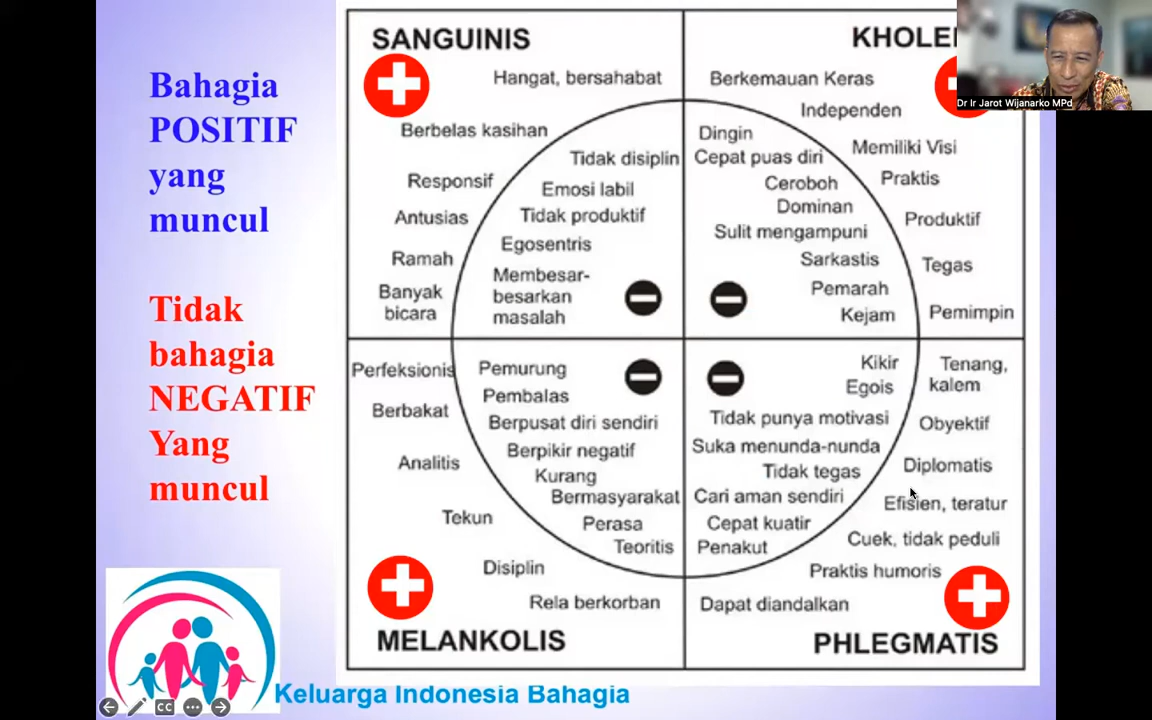 Bahagia
POSITIF
yang
muncul
Tidak
bahagia
NEGATIF
Yang
muncul
SANGUINIS
Hangat, bersahabat
Berbelas kasihan
Responsif
Antusias
Ramah
Banyak
bicara
Tidak disiplin
Emosi labil
Tidak produktif
Egosentris
Membesar-
besarkan
masalah
Berkemauan Keras
Independen
Memiliki Visi
Praktis
Produktif
Tegas
Pemimpin
Dingin
Cepat puas diri
Ceroboh
Dominan
Sulit mengampuni
Sarkastis
Pemarah
Kejam
Dr Ir Jarot Wijanarko MPd
Perfeksionis
Berbakat
Analitis
Tekun
Disiplin
Rela berkorban
MELANKOLIS
Pemurung
Pembalas
Berpusat diri sendiri
Berpikir negatif
Kurang
Bermasyarakat
Perasa
Teoritis
Kikir
Egois
Tidak punya motivasi
Suka menunda-nunda
Tidak tegas
Cari aman sendiri
Cepat kuatir
Penakut
Tenang,
kalem
Obyektif
Diplomatis
Efisien, teratur
Cuek, tidak peduli
Praktis humoris
Dapat diandalkan
PHLEGMATIS
Keluarga Indonesia Bahagia
CC